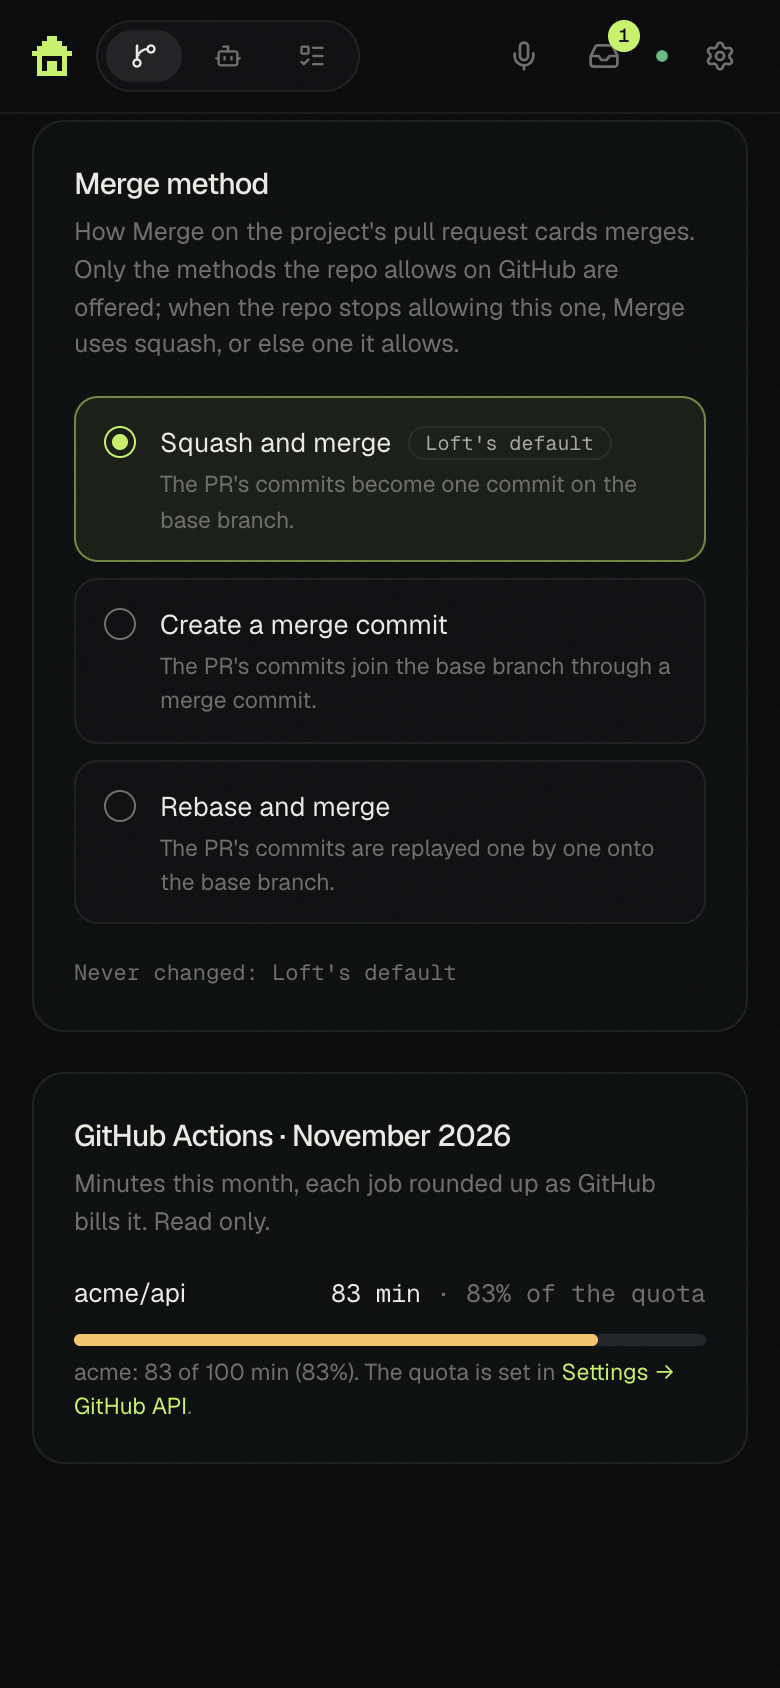 1
Merge method
How Merge on the project's pull request cards merges.
Only the methods the repo allows on GitHub are
offered; when the repo stops allowing this one, Merge
uses squash, or else one it allows.
Squash and merge Loft's default
The PR's commits become one commit on the
base branch.
Create a merge commit
The PR's commits join the base branch through a
merge commit.
Rebase and merge
The PR's commits are replayed one by one onto
the base branch.
Never changed: Loft's default
GitHub Actions · November 2026
Minutes this month, each job rounded up as GitHub
bills it. Read only.
acme/api 83 min · 83% of the quota
acme: 83 of 100 min (83%). The quota is set in Settings →
GitHub API.